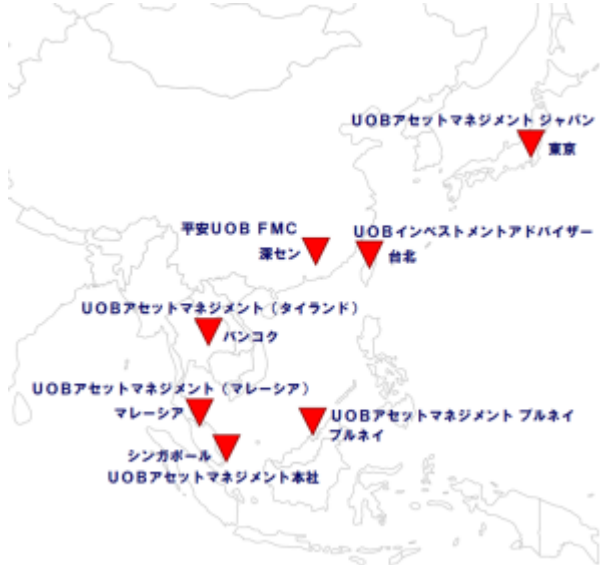 UOBアセットマネジメント ジャパン
東京
平安UOB FMC
深セン
UOBインベストメントアドバイザー
台北
UOBアセットマネジメント（タイランド）
バンコク
UOBアセットマネジメント（マレーシア）
マレーシア
UOBアセットマネジメント ブルネイ
ブルネイ
シンガポール
UOBアセットマネジメント本社